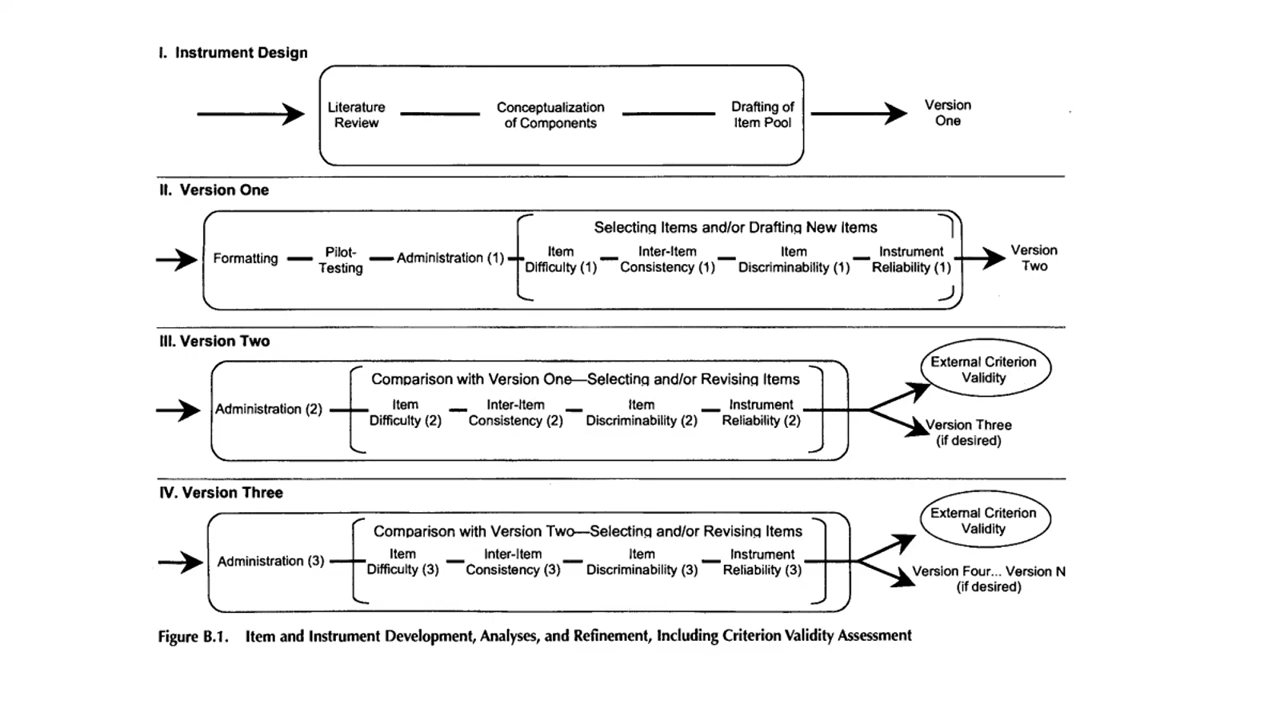 I. Instrument Design
Literature
Review
Conceptualization
of Components
Drafting of
Item Pool
Version
One
II. Version One
Selecting Items and/or Drafting New Items
Formatting
Pilot-
Testing
Administration (1)
Item
Difficulty (1)
Inter-Item
Consistency (1)
Item
Discriminability (1)
Instrument
Reliability (1)
Version
Two
III. Version Two
Comparison with Version One—Selecting and/or Revising Items
Administration (2)
Item
Difficulty (2)
Inter-Item
Consistency (2)
Item
Discriminability (2)
Instrument
Reliability (2)
External Criterion
Validity
Version Three
(if desired)
IV. Version Three
Comparison with Version Two—Selecting and/or Revising Items
Administration (3)
Item
Difficulty (3)
Inter-Item
Consistency (3)
Item
Discriminability (3)
Instrument
Reliability (3)
External Criterion
Validity
Version Four... Version N
(if desired)
Figure B.1. Item and Instrument Development, Analyses, and Refinement, Including Criterion Validity Assessment